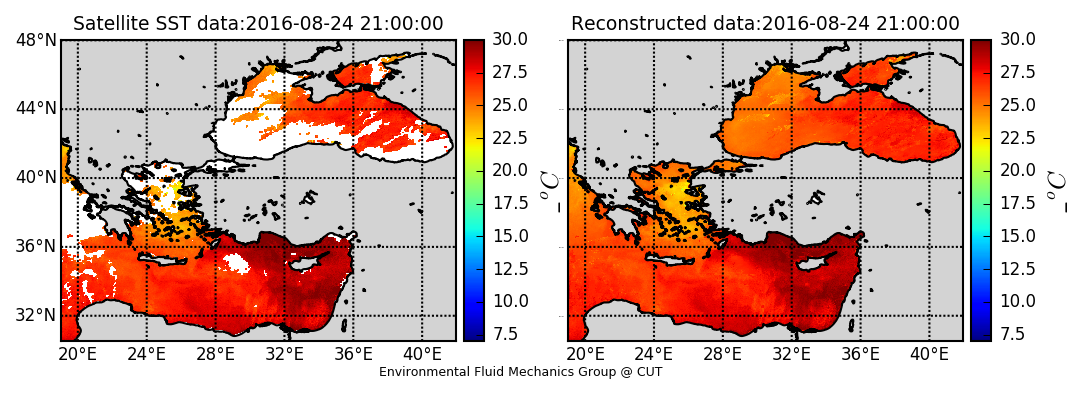 Satellite SST data:2016-08-24 21:00:00
Reconstructed data:2016-08-24 21:00:00
48°N
44°N
40°N
36°N
32°N
20°E 24°E 28°E 32°E 36°E 40°E
30.0
27.5
25.0
22.5
20.0
17.5
15.0
12.5
10.0
7.5
°C
20°E 24°E 28°E 32°E 36°E 40°E
30.0
27.5
25.0
22.5
20.0
17.5
15.0
12.5
10.0
7.5
°C
Environmental Fluid Mechanics Group @ CUT